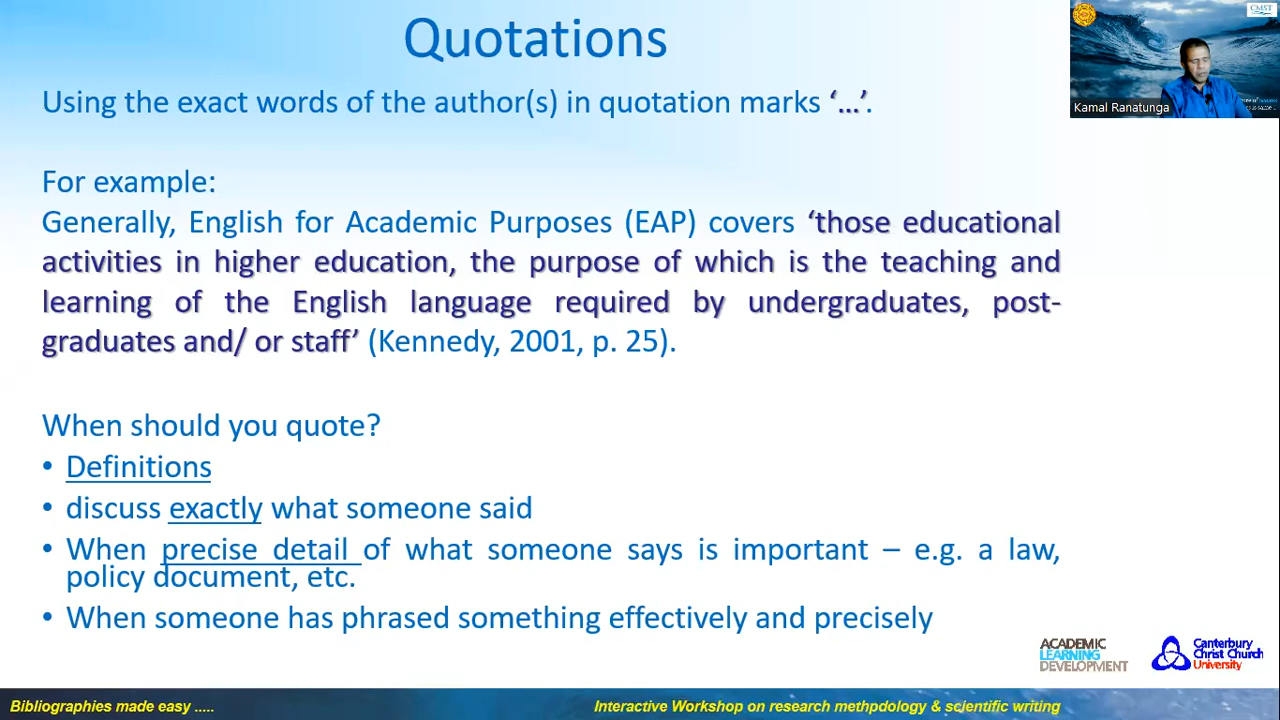 Quotations
CMST
Using the exact words of the author(s) in quotation marks ‘…’.
Kamal Ranatunga
For example:
Generally, English for Academic Purposes (EAP) covers ‘those educational
activities in higher education, the purpose of which is the teaching and
learning of the English language required by undergraduates, post-
graduates and/ or staff’ (Kennedy, 2001, p. 25).
When should you quote?
• Definitions
• discuss exactly what someone said
• When precise detail of what someone says is important – e.g. a law,
policy document, etc.
• When someone has phrased something effectively and precisely
ACADEMIC
LEARNING
DEVELOPMENT
Canterbury
Christ Church
University
Bibliographies made easy .....
Interactive Workshop on research methpdology & scientific writing